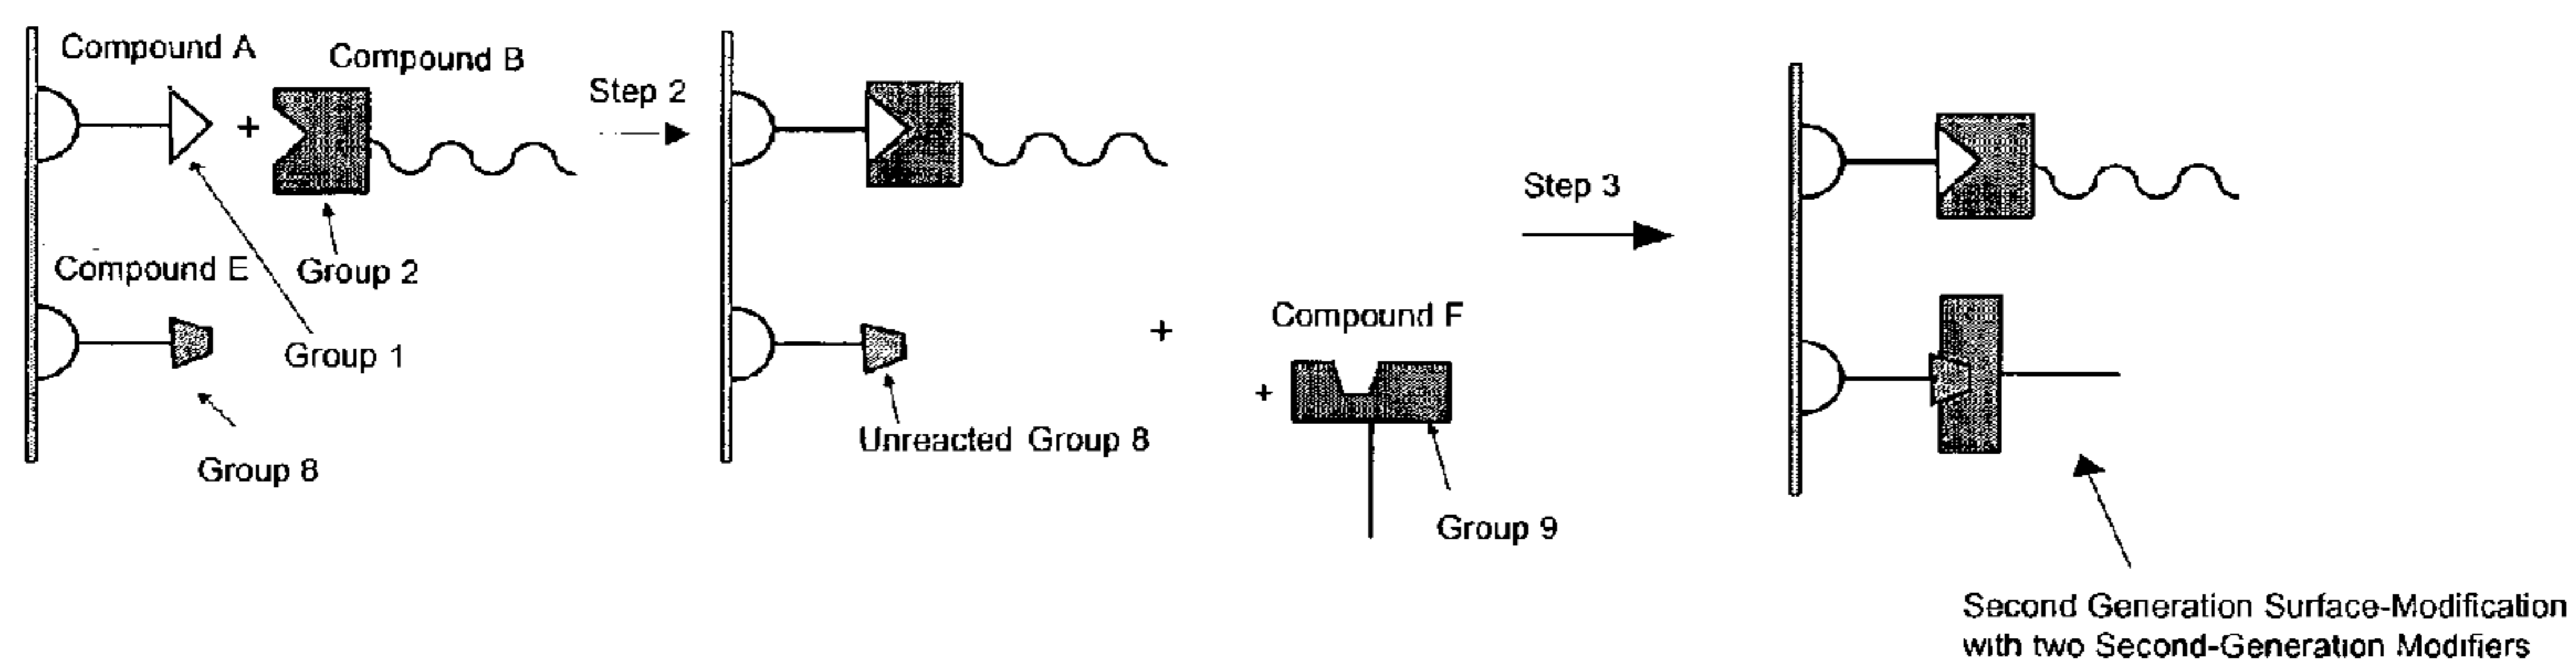 Compound A
Compound B
+
Step 2
Compound E
Group 2
Group 1
Group 8
+
Unreacted Group 8
Compound F
+
Group 9
Step 3
Second Generation Surface-Modification
with two Second-Generation Modifiers